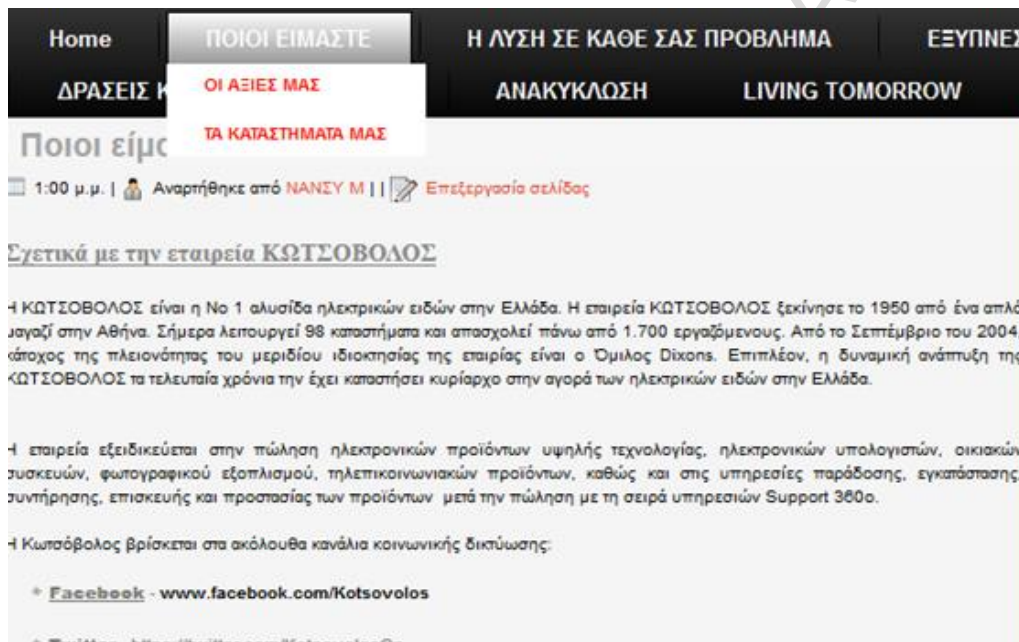 Home ΠΟΙΟΙ ΕΙΜΑΣΤΕ Η ΛΥΣΗ ΣΕ ΚΑΘΕ ΣΑΣ ΠΡΟΒΛΗΜΑ ΕΞΥΠΝΕΣ
ΔΡΑΣΕΙΣ Κ ΑΝΑΚΥΚΛΩΣΗ LIVING TOMORROW
ΟΙ ΑΞΙΕΣ ΜΑΣ
ΤΑ ΚΑΤΑΣΤΗΜΑΤΑ ΜΑΣ
Ποιοι είμα
1:00 μ.μ. | Αναρτήθηκε από ΝΑΝΣΥ Μ | | Επεξεργασία σελίδας
Σχετικά με την εταιρεία ΚΩΤΣΟΒΟΛΟΣ
Η ΚΩΤΣΟΒΟΛΟΣ είναι η Νο 1 αλυσίδα ηλεκτρικών ειδών στην Ελλάδα. Η εταιρεία ΚΩΤΣΟΒΟΛΟΣ ξεκίνησε το 1950 από ένα απλό
μαγαζί στην Αθήνα. Σήμερα λειτουργεί 98 καταστήματα και απασχολεί πάνω από 1.700 εργαζόμενους. Από το Σεπτέμβριο του 2004,
κάτοχος της πλειονότητας του μεριδίου ιδιοκτησίας της εταιρίας είναι ο Όμιλος Dixons. Επιπλέον, η δυναμική ανάπτυξη της
ΚΩΤΣΟΒΟΛΟΣ τα τελευταία χρόνια την έχει καταστήσει κυρίαρχο στην αγορά των ηλεκτρικών ειδών στην Ελλάδα.
Η εταιρεία εξειδικεύεται στην πώληση ηλεκτρονικών προϊόντων υψηλής τεχνολογίας, ηλεκτρονικών υπολογιστών, οικιακών
συσκευών, φωτογραφικού εξοπλισμού, τηλεπικοινωνιακών προϊόντων, καθώς και στις υπηρεσίες παράδοσης, εγκατάστασης,
συντήρησης, επισκευής και προστασίας των προϊόντων μετά την πώληση με τη σειρά υπηρεσιών Support 360ο.
Η Κωτσόβολος βρίσκεται στα ακόλουθα κανάλια κοινωνικής δικτύωσης:
Facebook - www.facebook.com/Kotsovolos